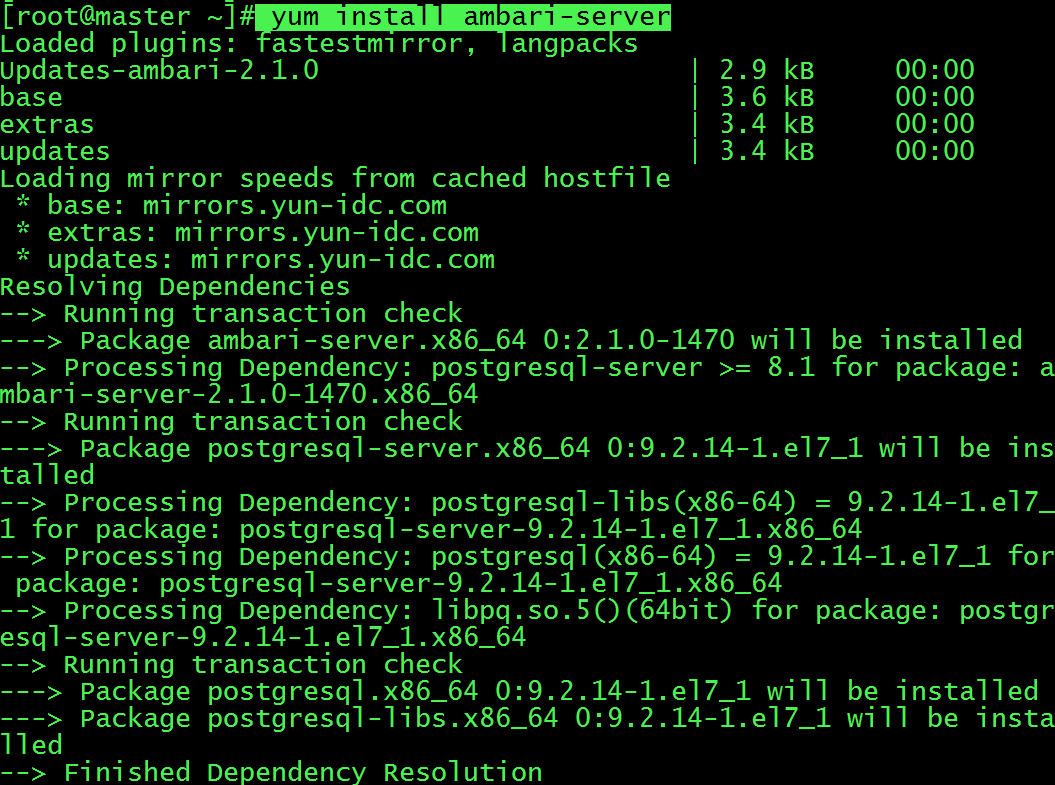 [root@master ~]# yum install ambari-server
Loaded plugins: fastestmirror, langpacks
Updates-ambari-2.1.0 | 2.9 kB 00:00
base | 3.6 kB 00:00
extras | 3.4 kB 00:00
updates | 3.4 kB 00:00
Loading mirror speeds from cached hostfile
 * base: mirrors.yun-idc.com
 * extras: mirrors.yun-idc.com
 * updates: mirrors.yun-idc.com
Resolving Dependencies
--> Running transaction check
---> Package ambari-server.x86_64 0:2.1.0-1470 will be installed
--> Processing Dependency: postgresql-server >= 8.1 for package: a
mbari-server-2.1.0-1470.x86_64
--> Running transaction check
---> Package postgresql-server.x86_64 0:9.2.14-1.el7_1 will be ins
talled
--> Processing Dependency: postgresql-libs(x86-64) = 9.2.14-1.el7_
1 for package: postgresql-server-9.2.14-1.el7_1.x86_64
--> Processing Dependency: postgresql(x86-64) = 9.2.14-1.el7_1 for
 package: postgresql-server-9.2.14-1.el7_1.x86_64
--> Processing Dependency: libpq.so.5()(64bit) for package: postgr
esql-server-9.2.14-1.el7_1.x86_64
--> Running transaction check
---> Package postgresql.x86_64 0:9.2.14-1.el7_1 will be installed
---> Package postgresql-libs.x86_64 0:9.2.14-1.el7_1 will be insta
lled
--> Finished Dependency Resolution